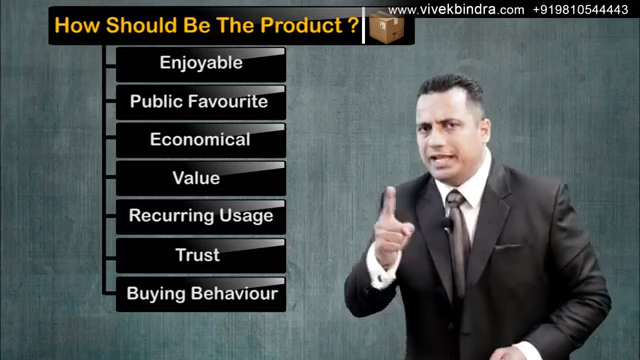 www.vivekbindra.com +919810544443
How Should Be The Product ?
Enjoyable
Public Favourite
Economical
Value
Recurring Usage
Trust
Buying Behaviour